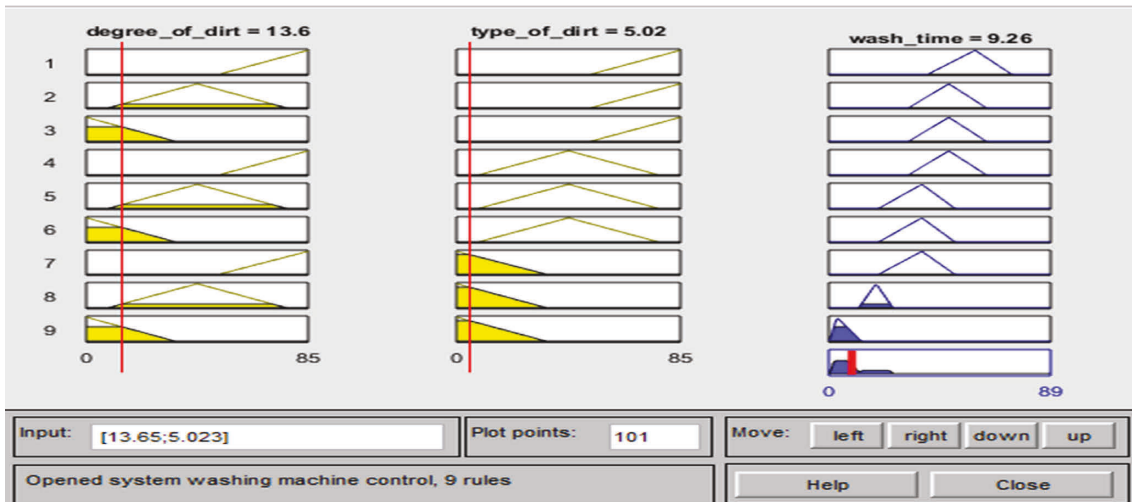 degree_of_dirt = 13.6
type_of_dirt = 5.02
wash_time = 9.26
1
2
3
4
5
6
7
8
9
0
85
0
85
0
89
Input:
[13.65;5.023]
Plot points:
101
Move:
left
right
down
up
Opened system washing machine control, 9 rules
Help
Close